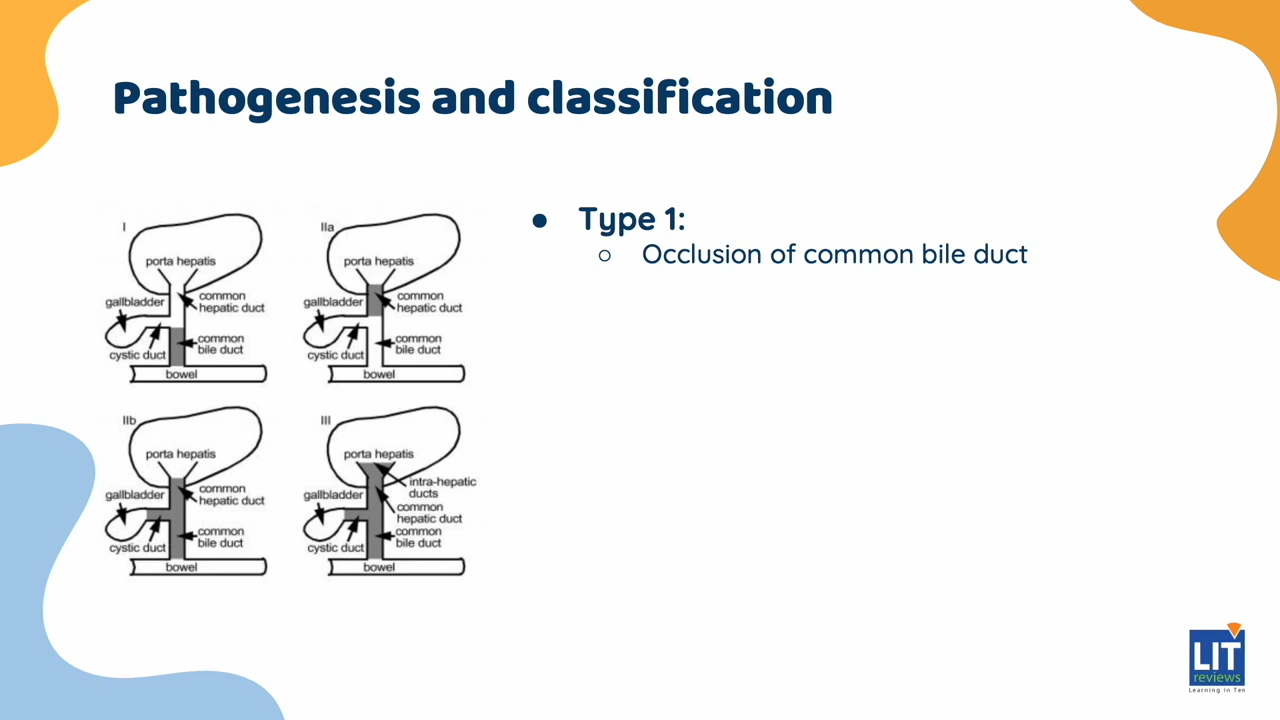 Pathogenesis and classification
● Type 1:
○ Occlusion of common bile duct
I
porta hepatis
gallbladder
common
hepatic duct
common
bile duct
cystic duct
bowel
IIa
porta hepatis
gallbladder
common
hepatic duct
common
bile duct
cystic duct
bowel
IIb
porta hepatis
gallbladder
common
hepatic duct
common
bile duct
cystic duct
bowel
III
porta hepatis
intra-hepatic
ducts
gallbladder
common
hepatic duct
common
bile duct
cystic duct
bowel
LIT
reviews
Learning in Ten